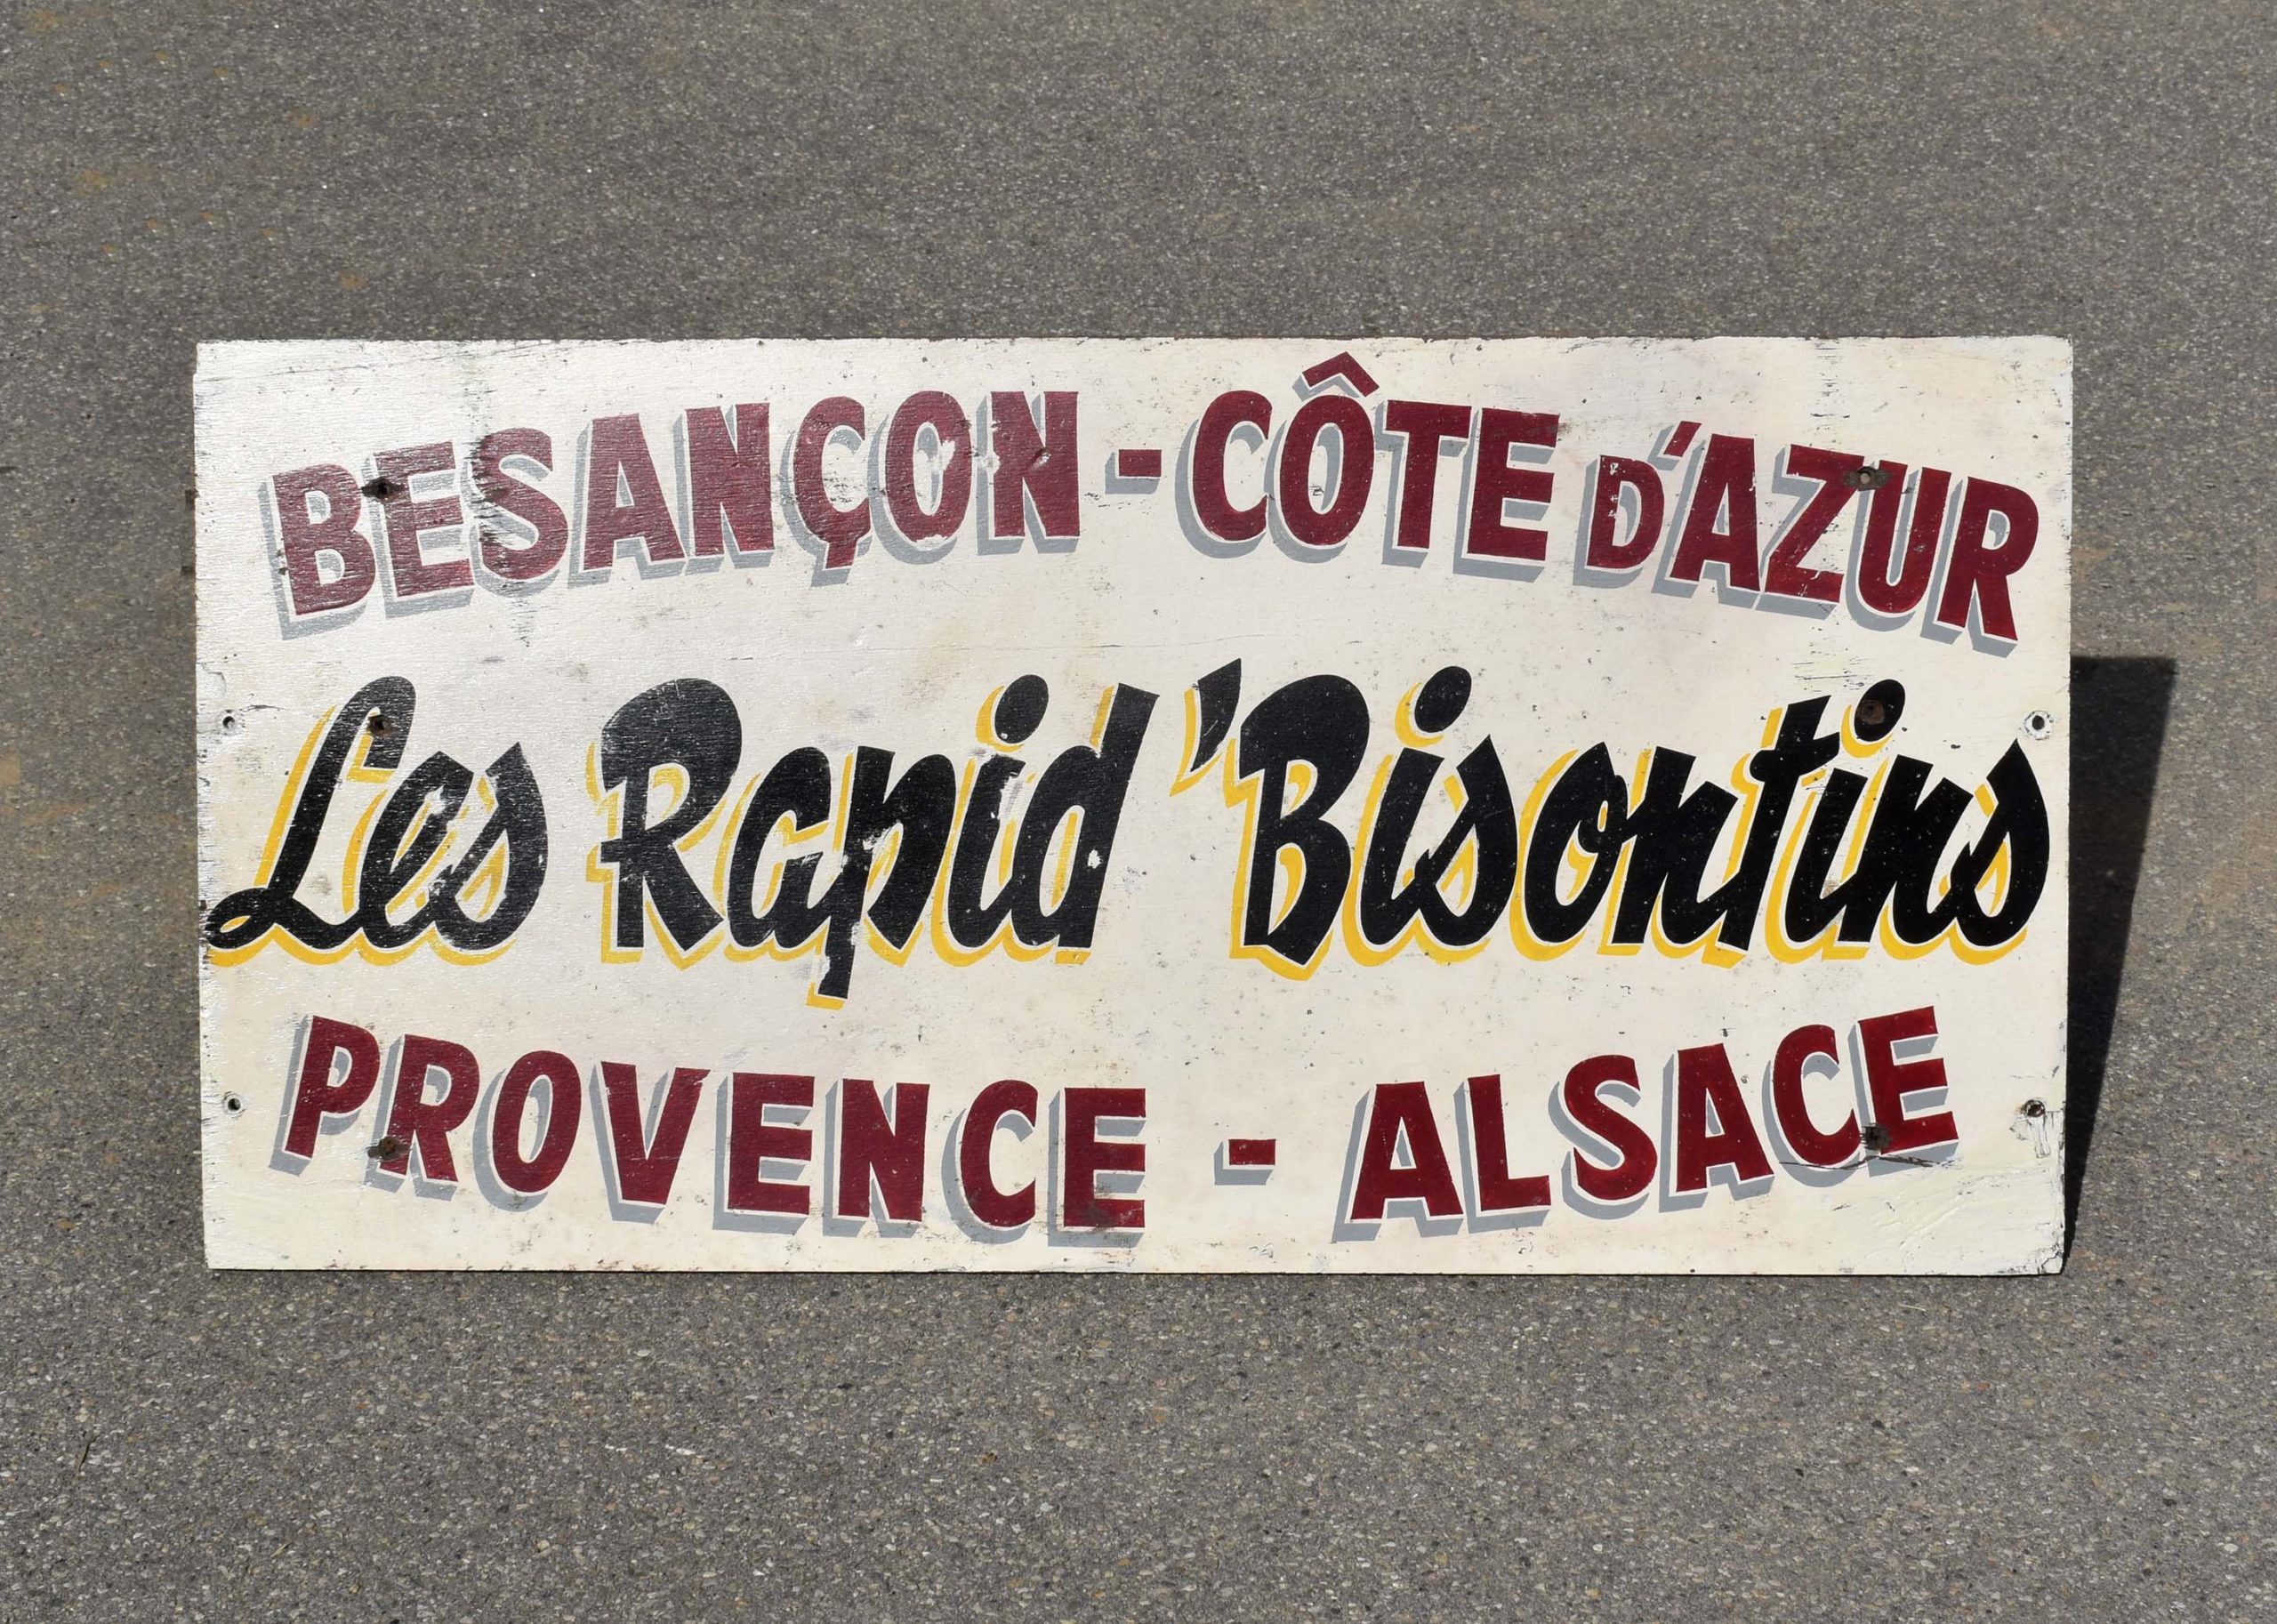 BESANÇON - CÔTE D'AZUR
Les Rapid 'Bisontins
PROVENCE - ALSACE